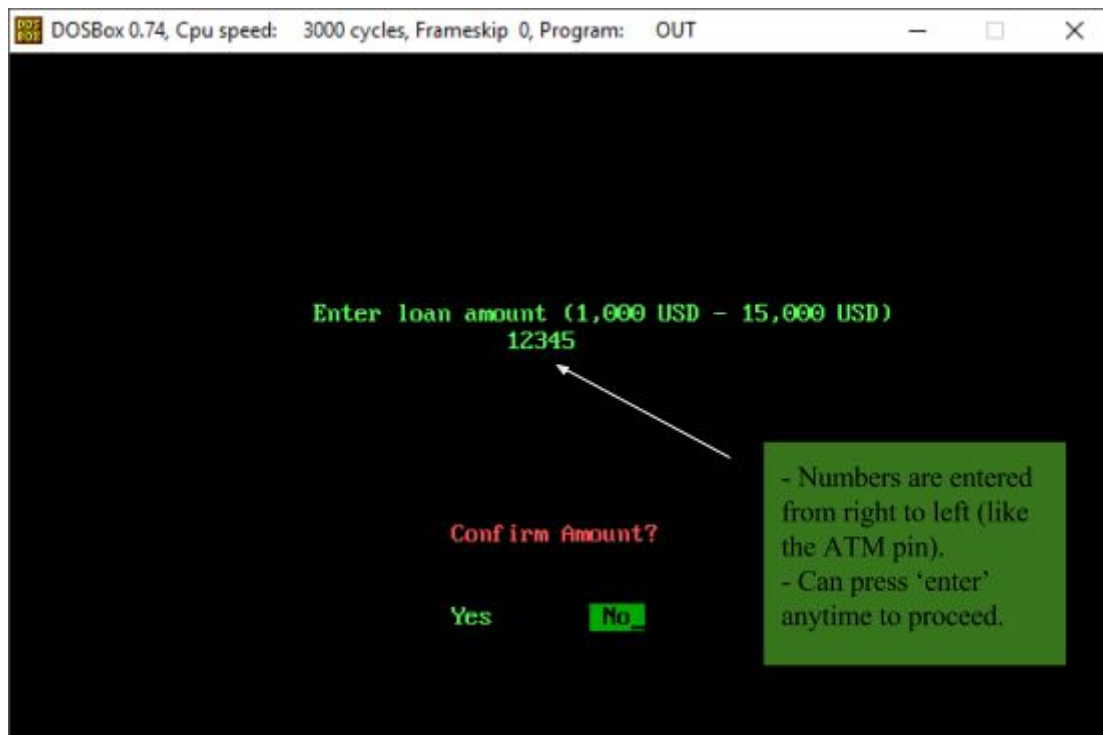 DOSBox 0.74, Cpu speed: 3000 cycles, Frameskip 0, Program: OUT
Enter loan amount (1,000 USD - 15,000 USD)
12345
- Numbers are entered
from right to left (like
the ATM pin).
- Can press ‘enter’
anytime to proceed.
Confirm Amount?
Yes No_